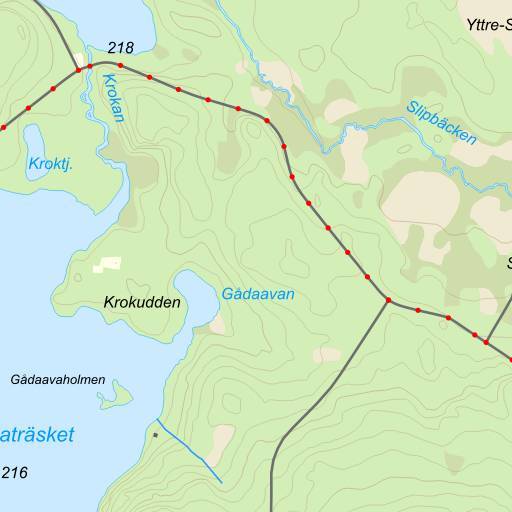 Yttre-S
218
Krokan
Slipbäcken
Kroktj.
S
Gådaavan
Krokudden
Gådaavaholmen
aträsket
216